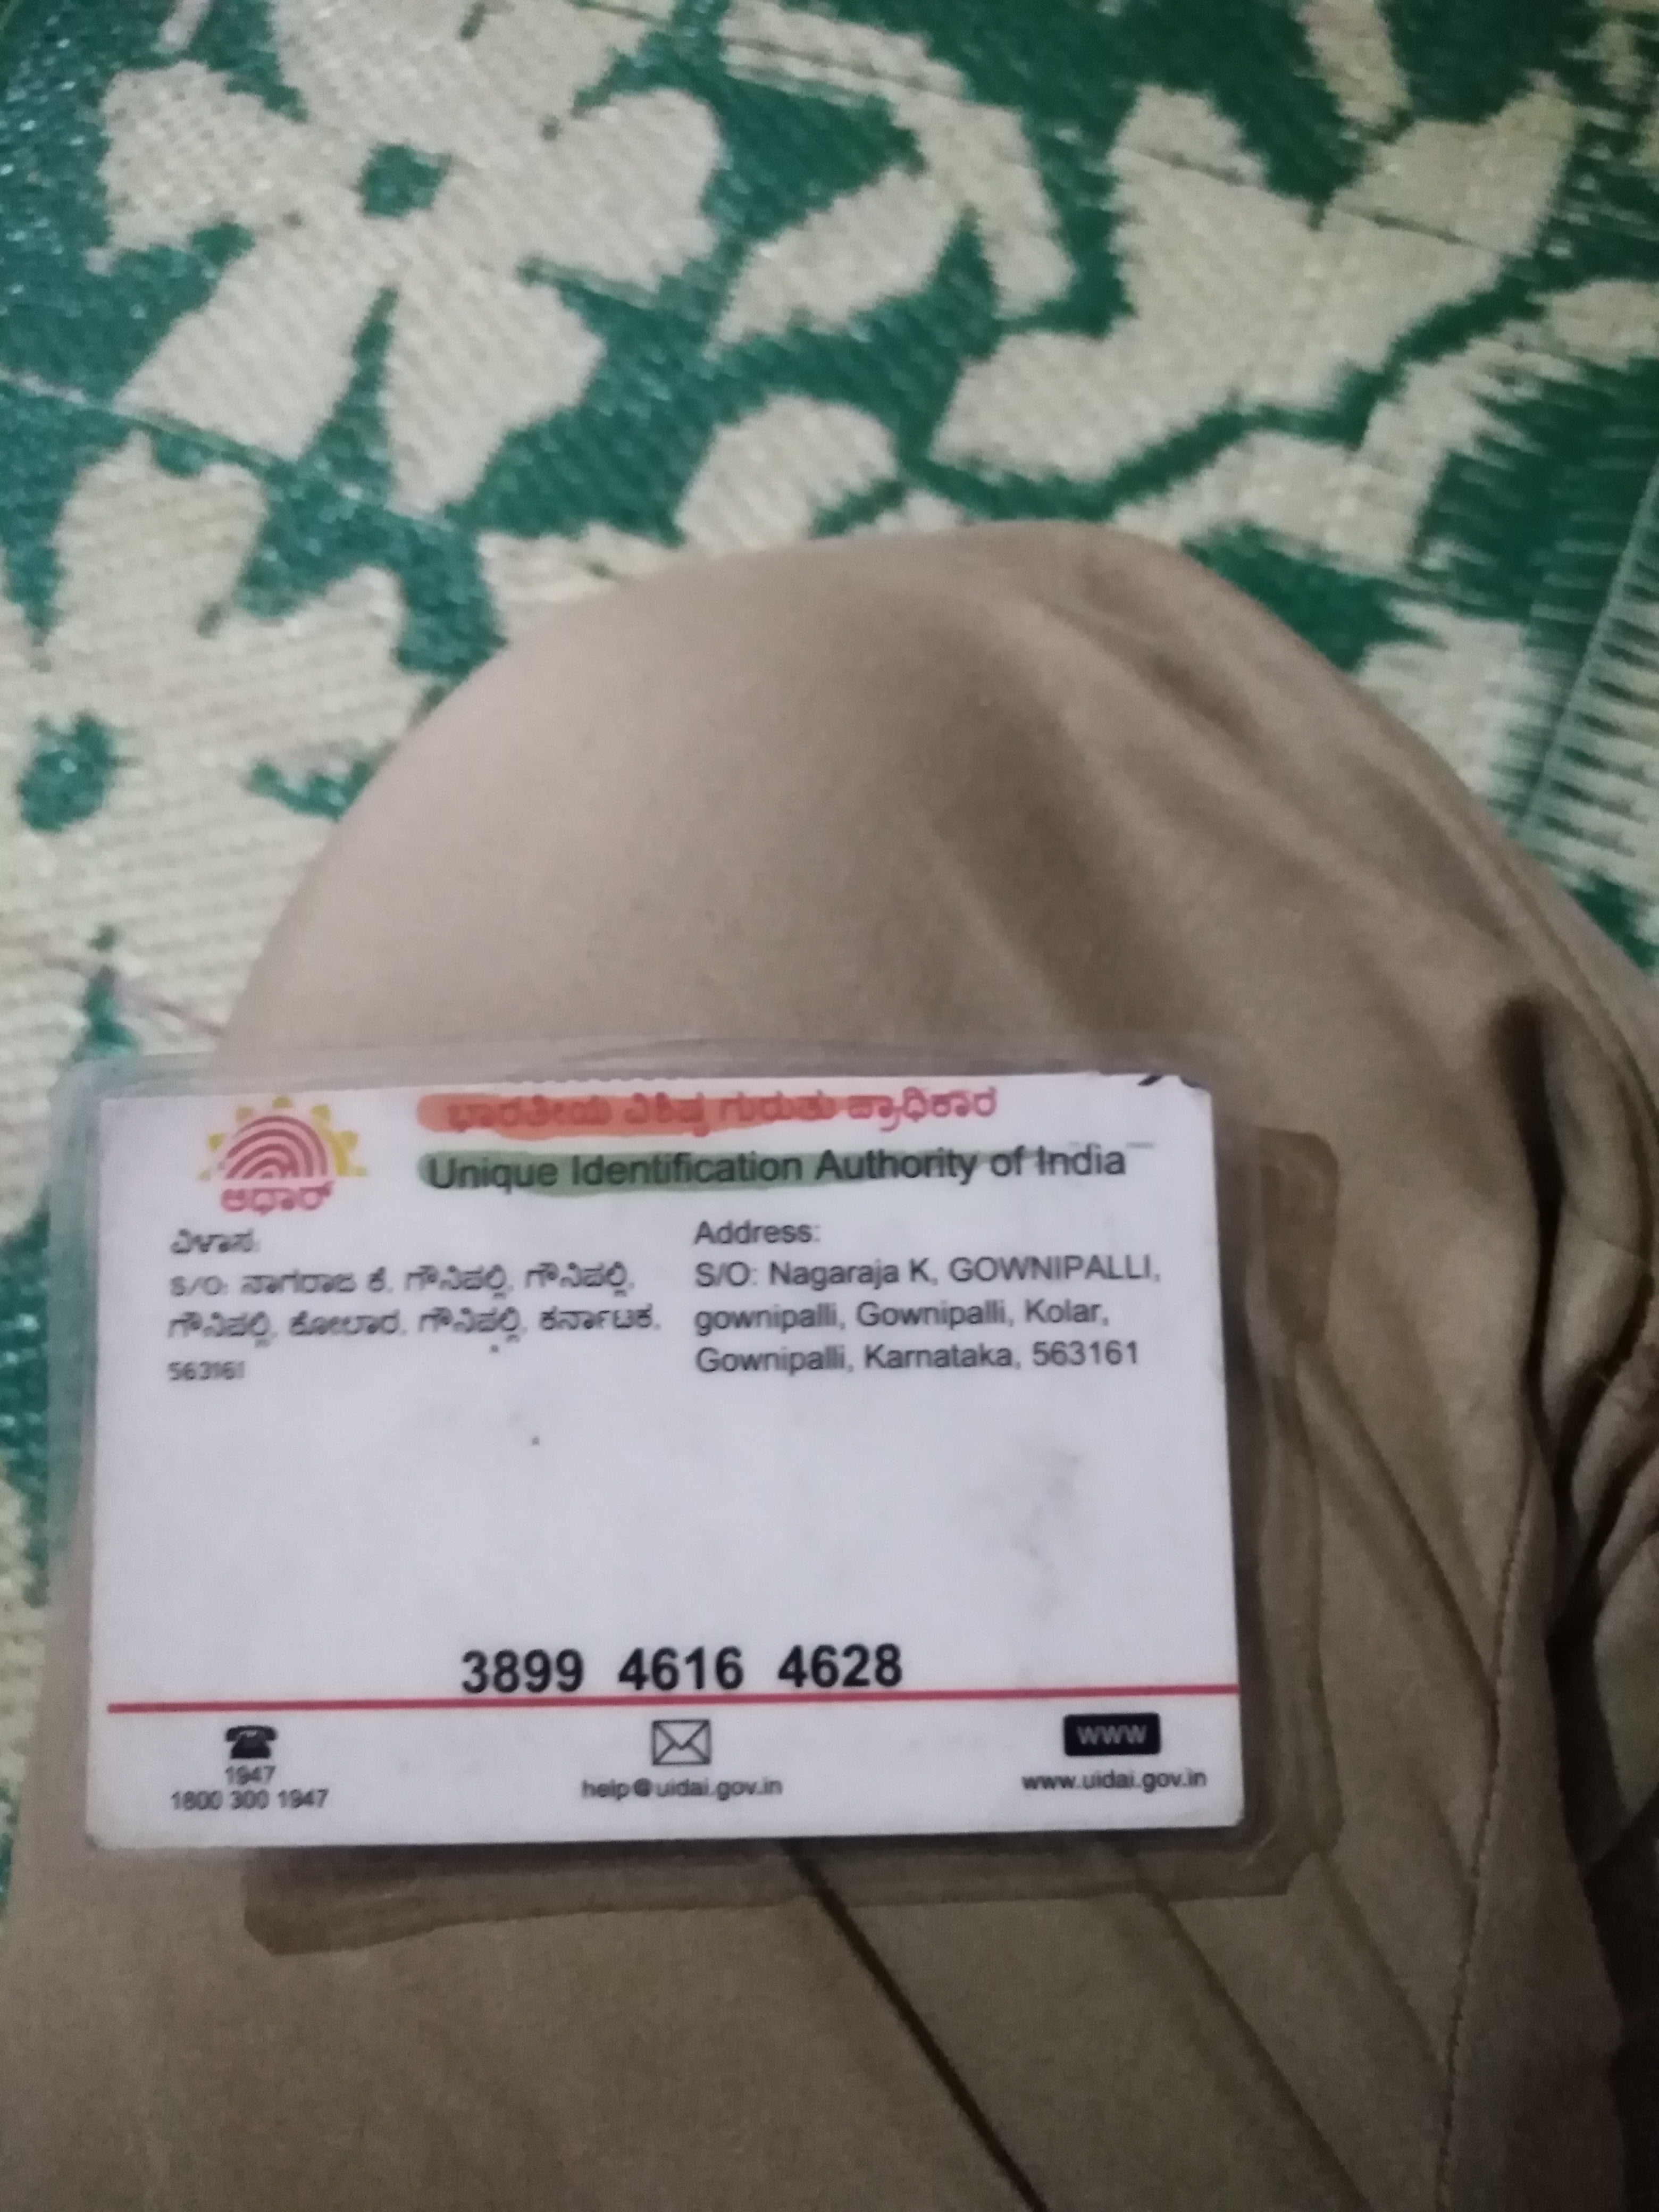 ಆಧಾರ್
ಭಾರತೀಯ ವಿಶಿಷ್ಟ ಗುರುತು ಪ್ರಾಧಿಕಾರ
Unique Identification Authority of India
ವಿಳಾಸ:
S/O: ನಾಗರಾಜ ಕೆ, ಗೌನಿಪಲ್ಲಿ, ಗೌನಿಪಲ್ಲಿ,
ಗೌನಿಪಲ್ಲಿ, ಕೋಲಾರ, ಗೌನಿಪಲ್ಲಿ, ಕರ್ನಾಟಕ,
563161
Address:
S/O: Nagaraja K, GOWNIPALLI,
gownipalli, Gownipalli, Kolar,
Gownipalli, Karnataka, 563161
3899 4616 4628
1947
1800 300 1947
help@uidai.gov.in
www
www.uidai.gov.in